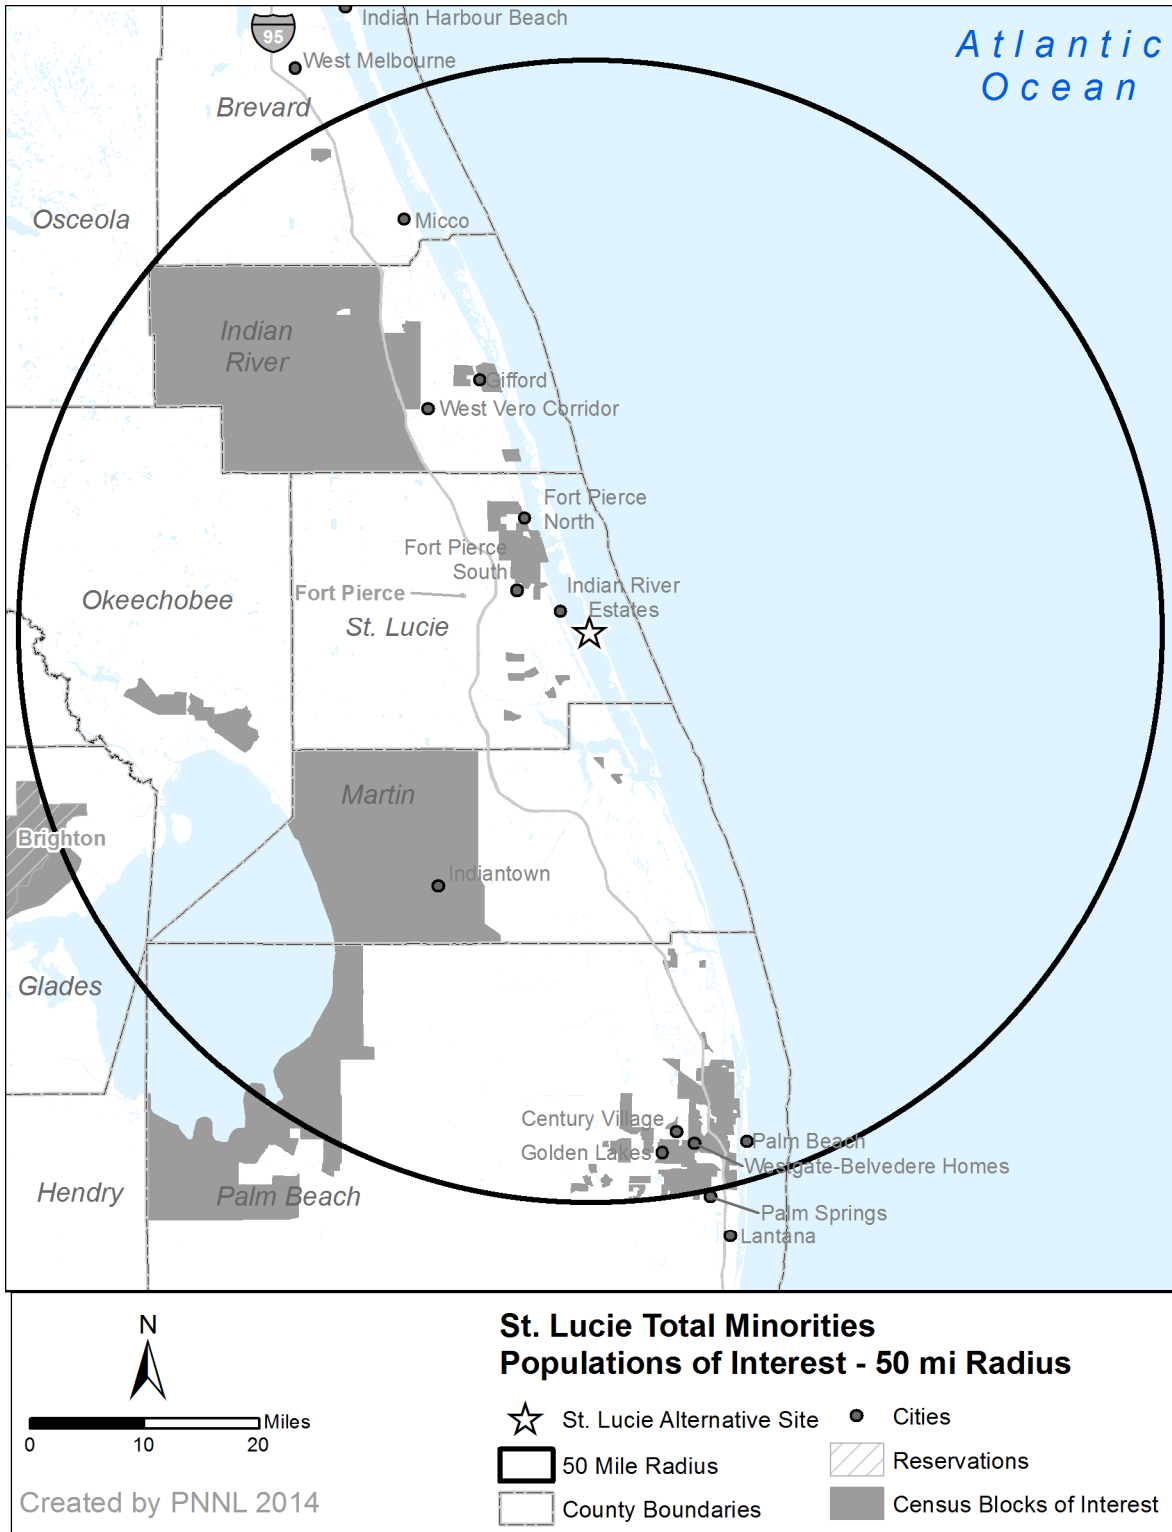 Indian Harbour Beach
95
Atlantic
Ocean
West Melbourne
Brevard
Osceola
Micco
Indian
River
Gifford
West Vero Corridor
Fort Pierce
North
Fort Pierce
South
Indian River
Estates
Fort Pierce
Okeechobee
St. Lucie
Martin
Brighton
Indiantown
Glades
Century Village
Palm Beach
Golden Lakes
Westgate-Belvedere Homes
Hendry
Palm Beach
Palm Springs
Lantana
N
Miles
0 10 20
Created by PNNL 2014
St. Lucie Total Minorities
Populations of Interest - 50 mi Radius
St. Lucie Alternative Site
Cities
50 Mile Radius
Reservations
County Boundaries
Census Blocks of Interest